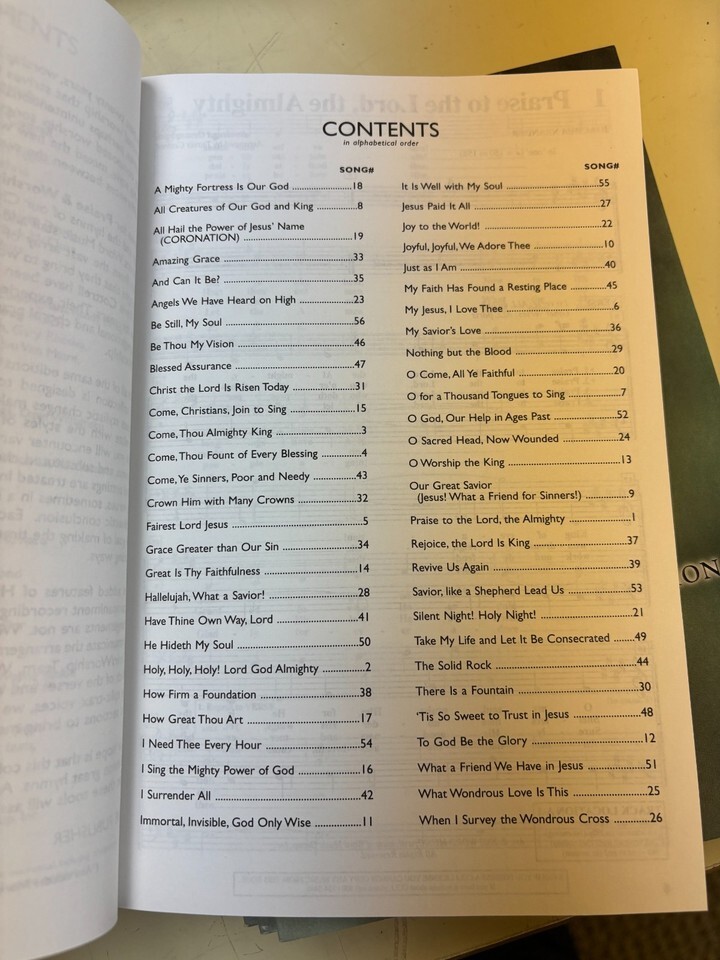 CONTENTS
in alphabetical order
SONG#
A Mighty Fortress Is Our God ..................18
All Creatures of Our God and King ............8
All Hail the Power of Jesus' Name
(CORONATION) .................................19
Amazing Grace .......................................33
And Can It Be? ........................................35
Angels We Have Heard on High ................23
Be Still, My Soul .......................................56
Be Thou My Vision ...................................46
Blessed Assurance ....................................47
Christ the Lord Is Risen Today ..................31
Come, Christians, Join to Sing ...................15
Come, Thou Almighty King ........................3
Come, Thou Fount of Every Blessing ............4
Come, Ye Sinners, Poor and Needy ............43
Crown Him with Many Crowns ................32
Fairest Lord Jesus .......................................5
Grace Greater than Our Sin ......................34
Great Is Thy Faithfulness ...........................14
Hallelujah, What a Savior! .........................28
Have Thine Own Way, Lord ......................41
He Hideth My Soul ..................................50
Holy, Holy, Holy! Lord God Almighty ............2
How Firm a Foundation ............................38
How Great Thou Art ................................17
I Need Thee Every Hour ...........................54
I Sing the Mighty Power of God .................16
I Surrender All ..........................................42
Immortal, Invisible, God Only Wise .............11
SONG#
It Is Well with My Soul ..............................55
Jesus Paid It All .........................................27
Joy to the World! ......................................22
Joyful, Joyful, We Adore Thee ....................10
Just as I Am ..............................................40
My Faith Has Found a Resting Place ...........45
My Jesus, I Love Thee .................................6
My Savior's Love .......................................36
Nothing but the Blood ..............................29
O Come, All Ye Faithful .............................20
O for a Thousand Tongues to Sing ...............7
O God, Our Help in Ages Past ..................52
O Sacred Head, Now Wounded ................24
O Worship the King ..................................13
Our Great Savior
(Jesus! What a Friend for Sinners!) .............9
Praise to the Lord, the Almighty ...................1
Rejoice, the Lord Is King ............................37
Revive Us Again ........................................39
Savior, like a Shepherd Lead Us .................53
Silent Night! Holy Night! ...........................21
Take My Life and Let It Be Consecrated .......49
The Solid Rock .........................................44
There Is a Fountain ...................................30
'Tis So Sweet to Trust in Jesus ....................48
To God Be the Glory .................................12
What a Friend We Have in Jesus ................51
What Wondrous Love Is This .....................25
When I Survey the Wondrous Cross ...........26
ON